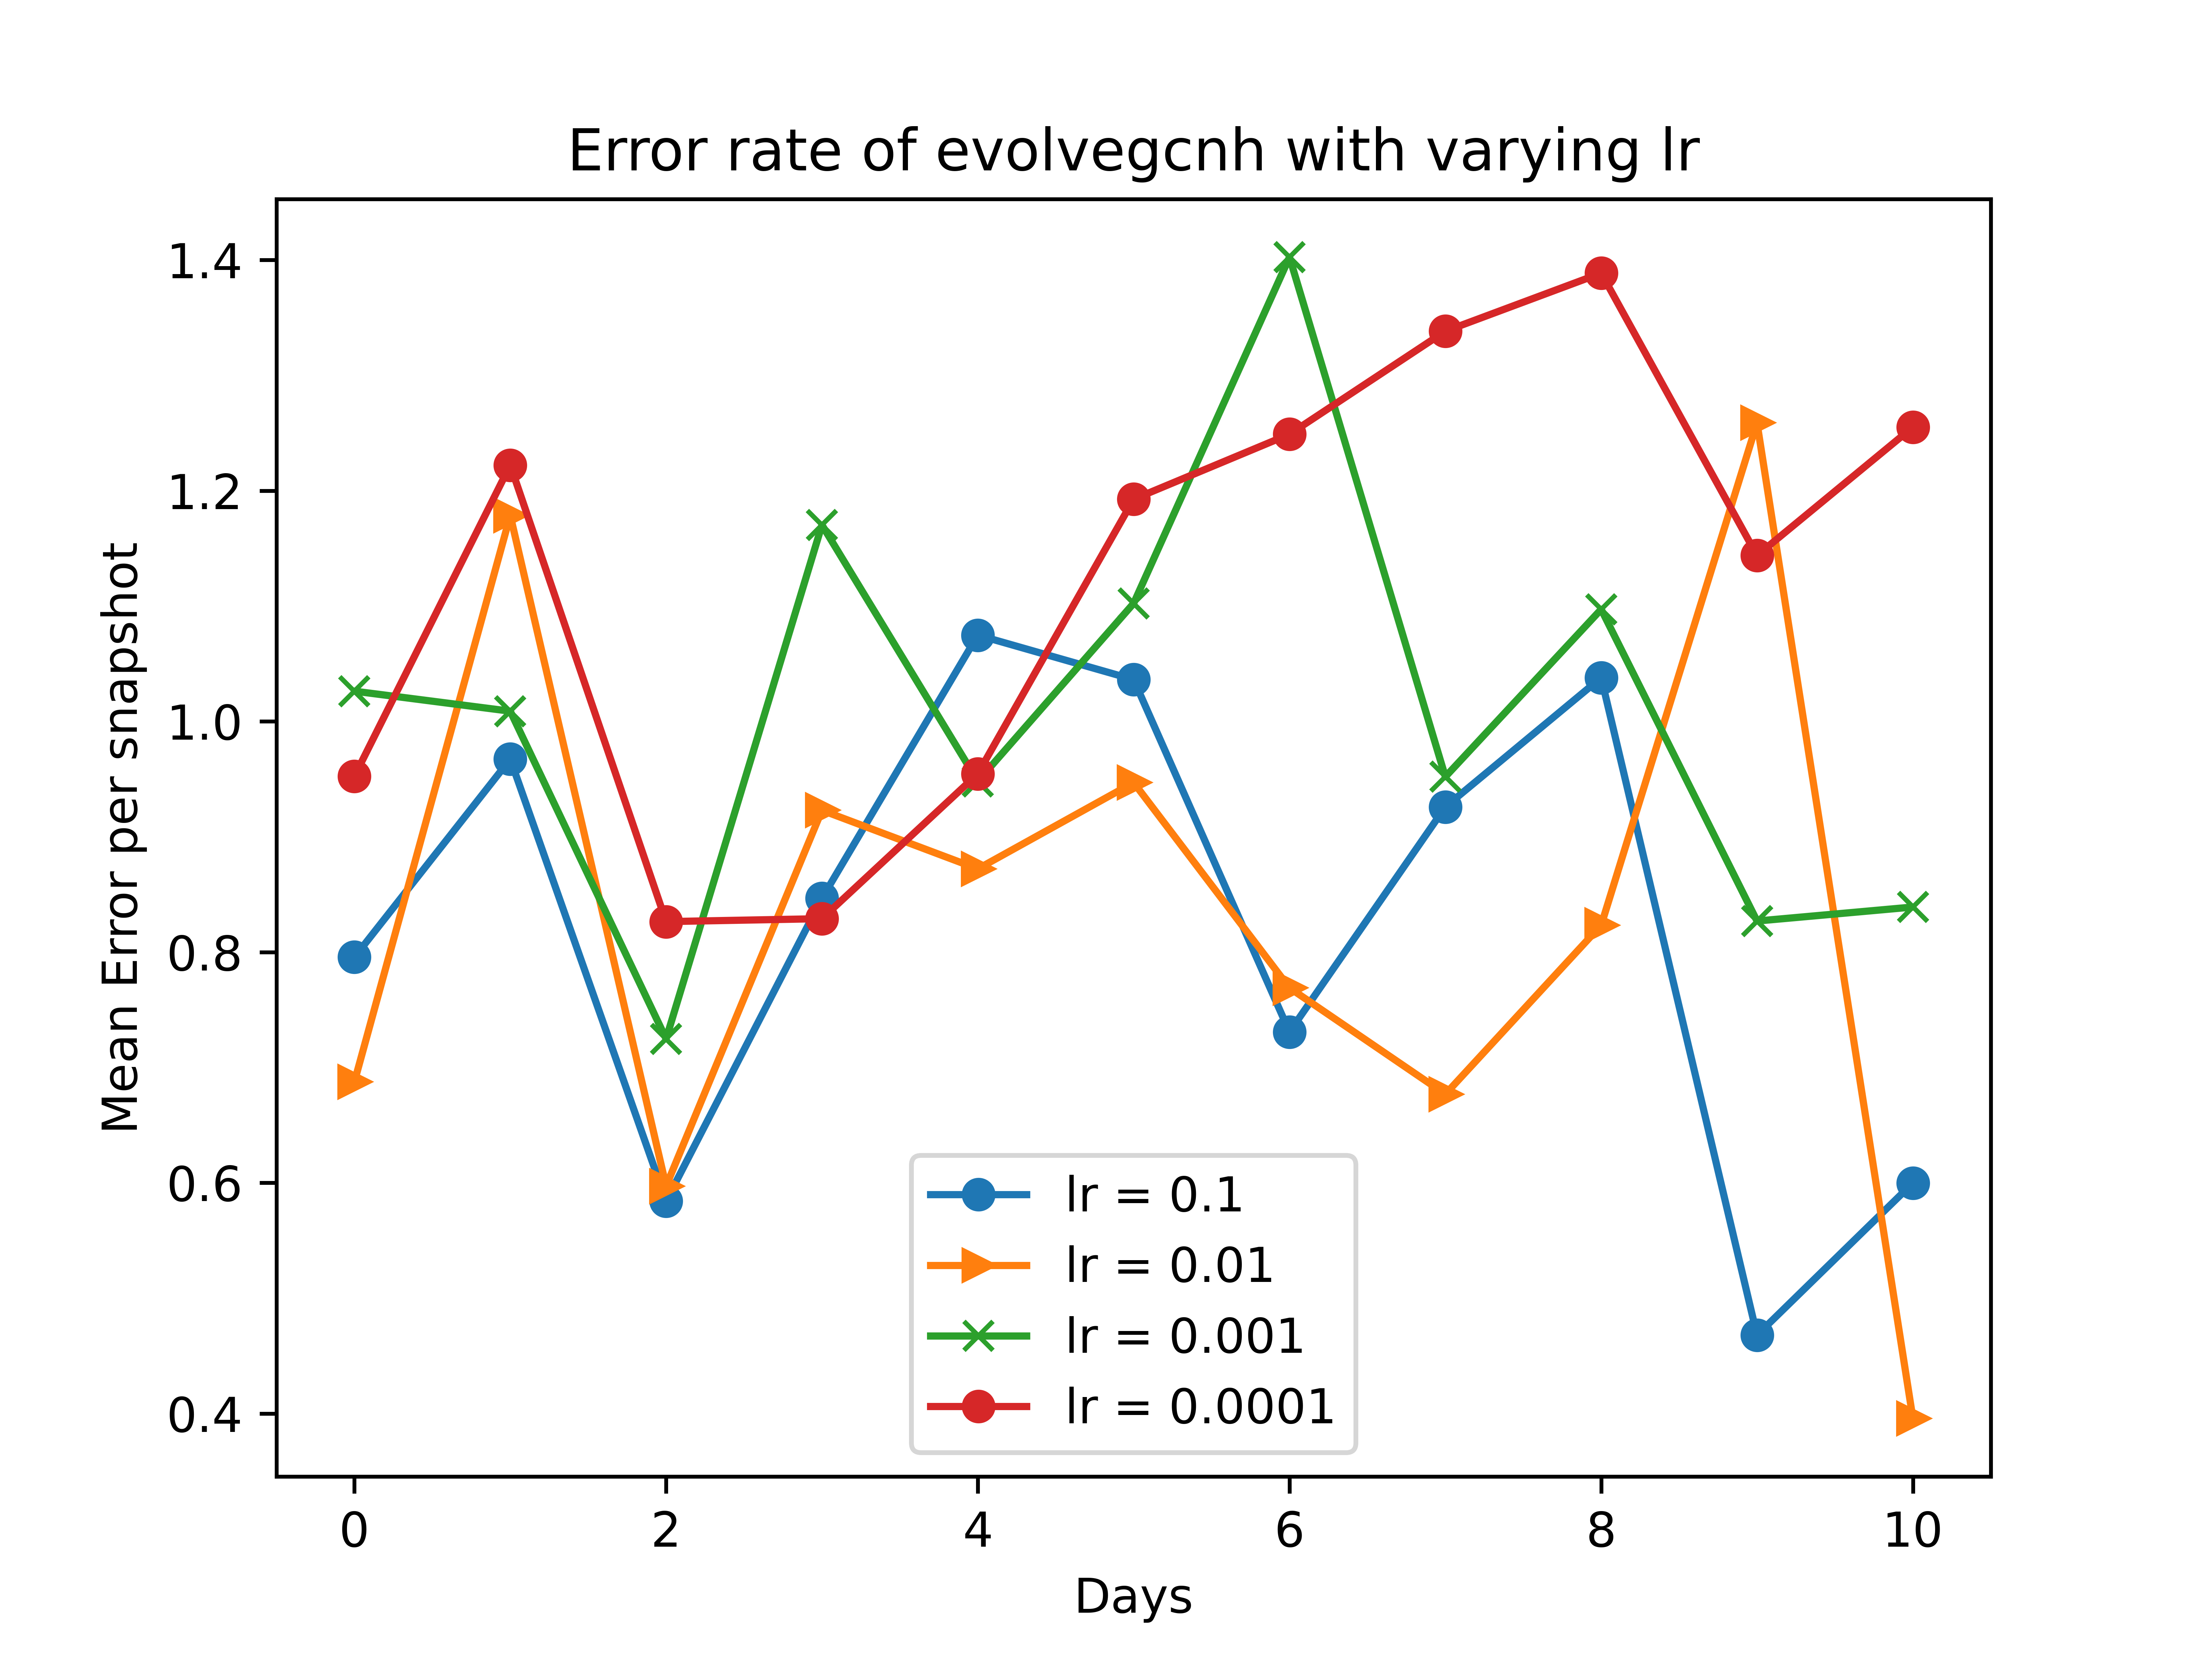 Error rate of evolvegcnh with varying lr
Mean Error per snapshot
1.4
1.2
1.0
0.8
0.6
0.4
lr = 0.1
lr = 0.01
lr = 0.001
lr = 0.0001
0 2 4 6 8 10
Days